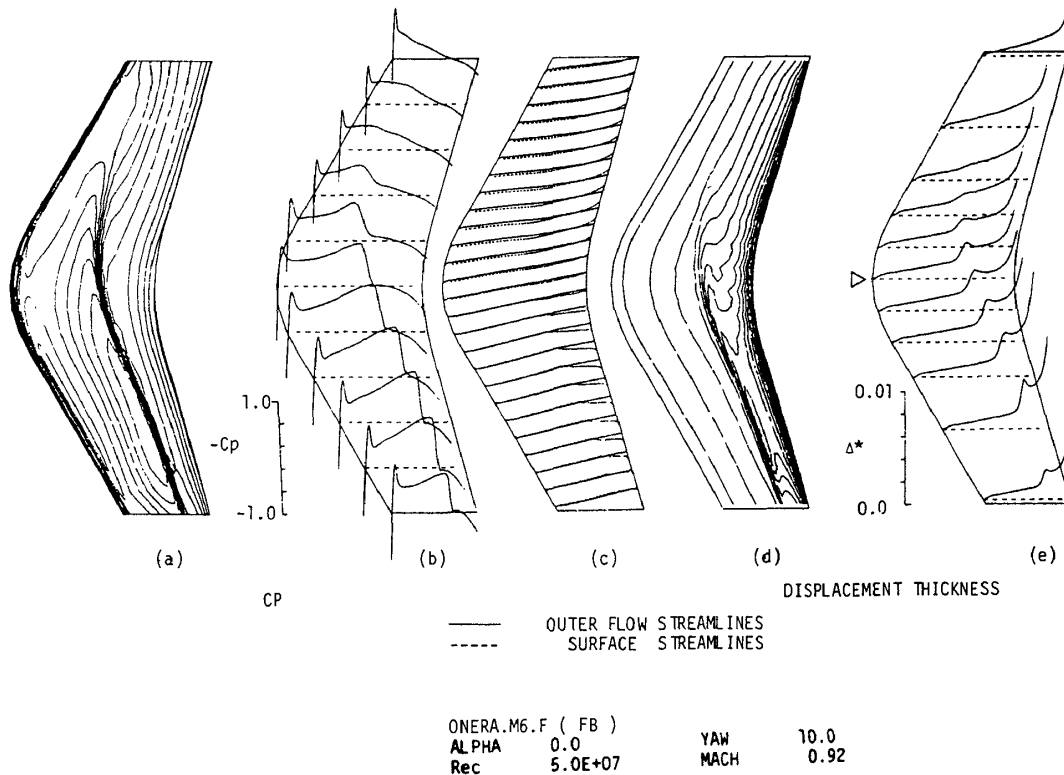 1.0
-Cp
-1.0
0.01
Δ*
0.0
(a) (b) (c) (d) (e)
CP
DISPLACEMENT THICKNESS
OUTER FLOW STREAMLINES
SURFACE STREAMLINES
ONERA.M6.F ( FB )
ALPHA 0.0 YAW 10.0
Rec 5.0E+07 MACH 0.92